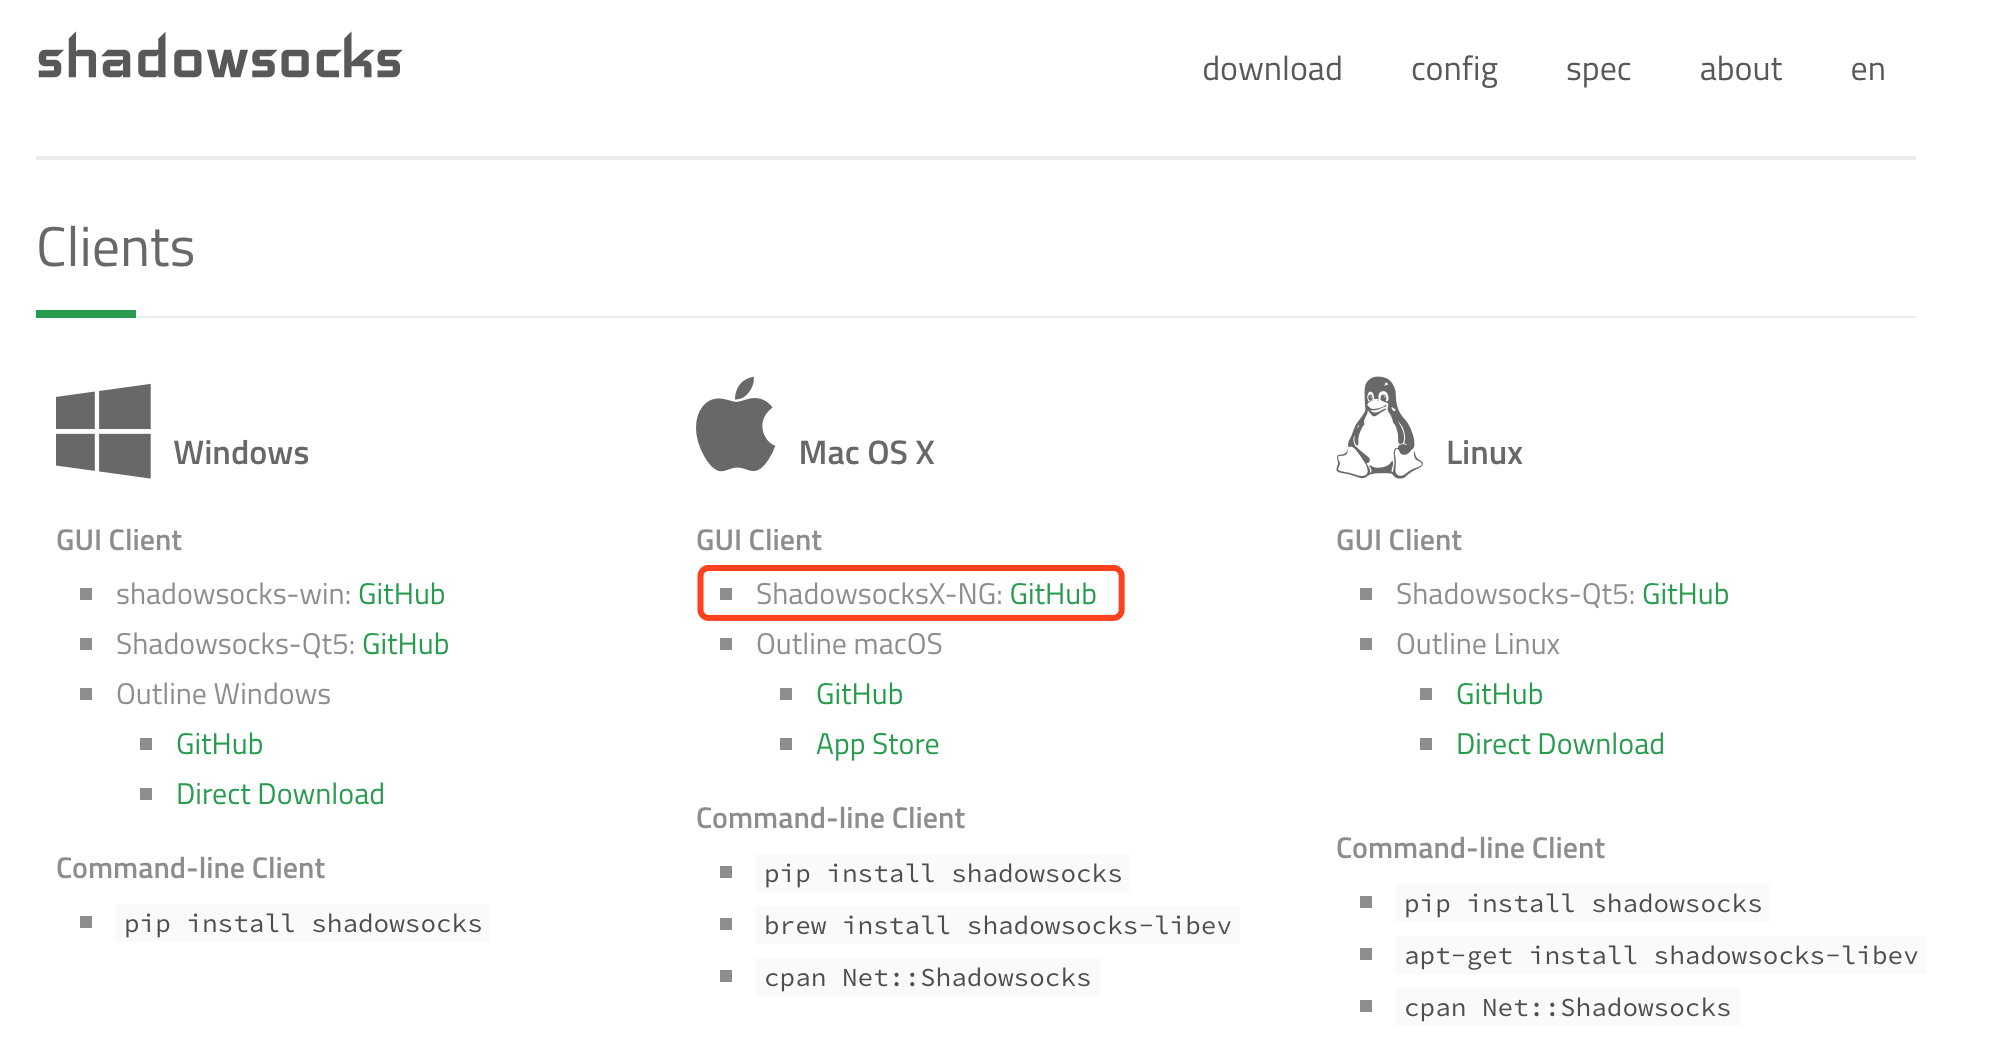 shadowsocks
download config spec about en
Clients
Windows
GUI Client
shadowsocks-win: GitHub
Shadowsocks-Qt5: GitHub
Outline Windows
GitHub
Direct Download
Command-line Client
pip install shadowsocks
Mac OS X
GUI Client
ShadowsocksX-NG: GitHub
Outline macOS
GitHub
App Store
Command-line Client
pip install shadowsocks
brew install shadowsocks-libev
cpan Net::Shadowsocks
Linux
GUI Client
Shadowsocks-Qt5: GitHub
Outline Linux
GitHub
Direct Download
Command-line Client
pip install shadowsocks
apt-get install shadowsocks-libev
cpan Net::Shadowsocks